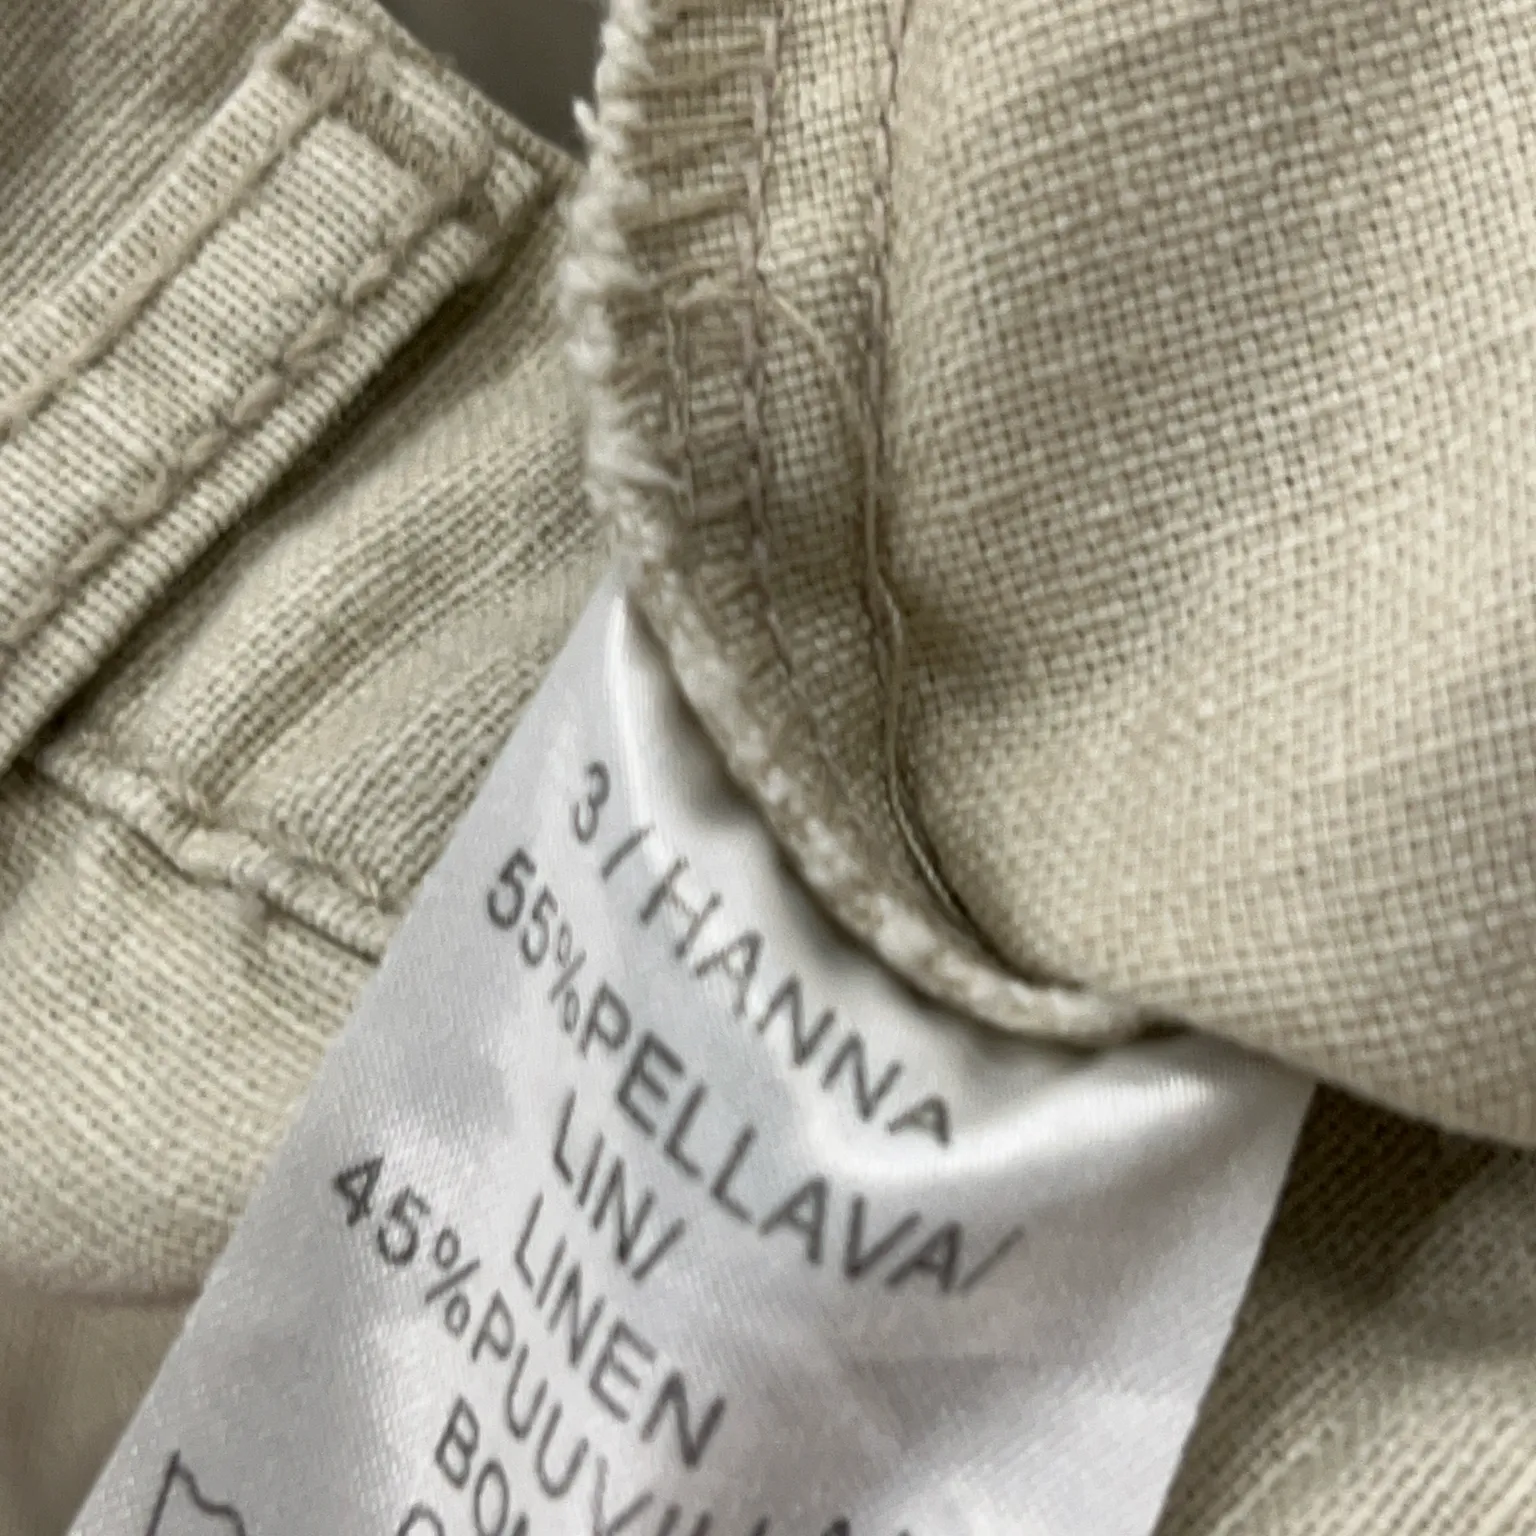 3/HANNA
55%PELLAVA/
LIN/
LINEN
45%PUUVILLA